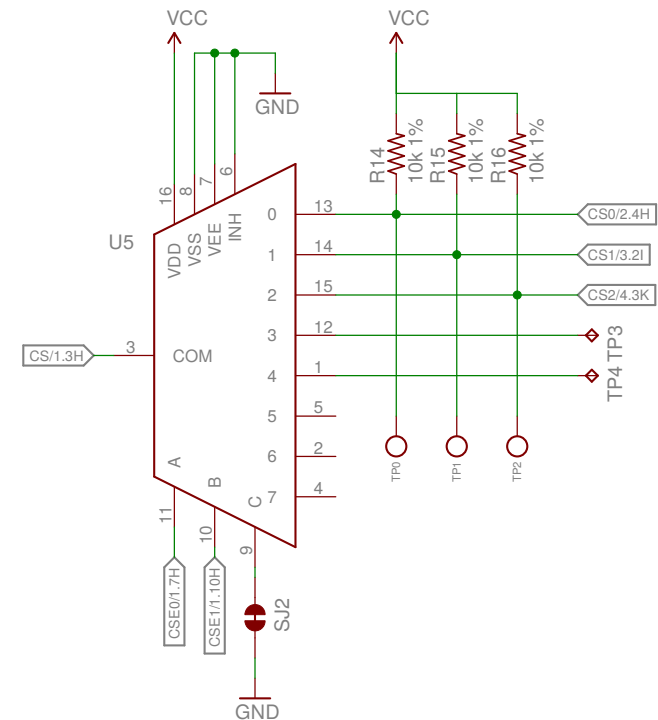 VCC
VCC
GND
16
8
7
6
R14
10k 1%
R15
10k 1%
R16
10k 1%
U5
VDD
VSS
VEE
INH
0
13
CS0/2.4H
1
14
CS1/3.2I
2
15
CS2/4.3K
3
12
TP3
CS/1.3H
3
COM
4
1
TP4
5
5
6
2
TP0
TP1
TP2
A
B
C
7
4
11
10
9
CSE0/1.7H
CSE1/1.10H
SJ2
GND